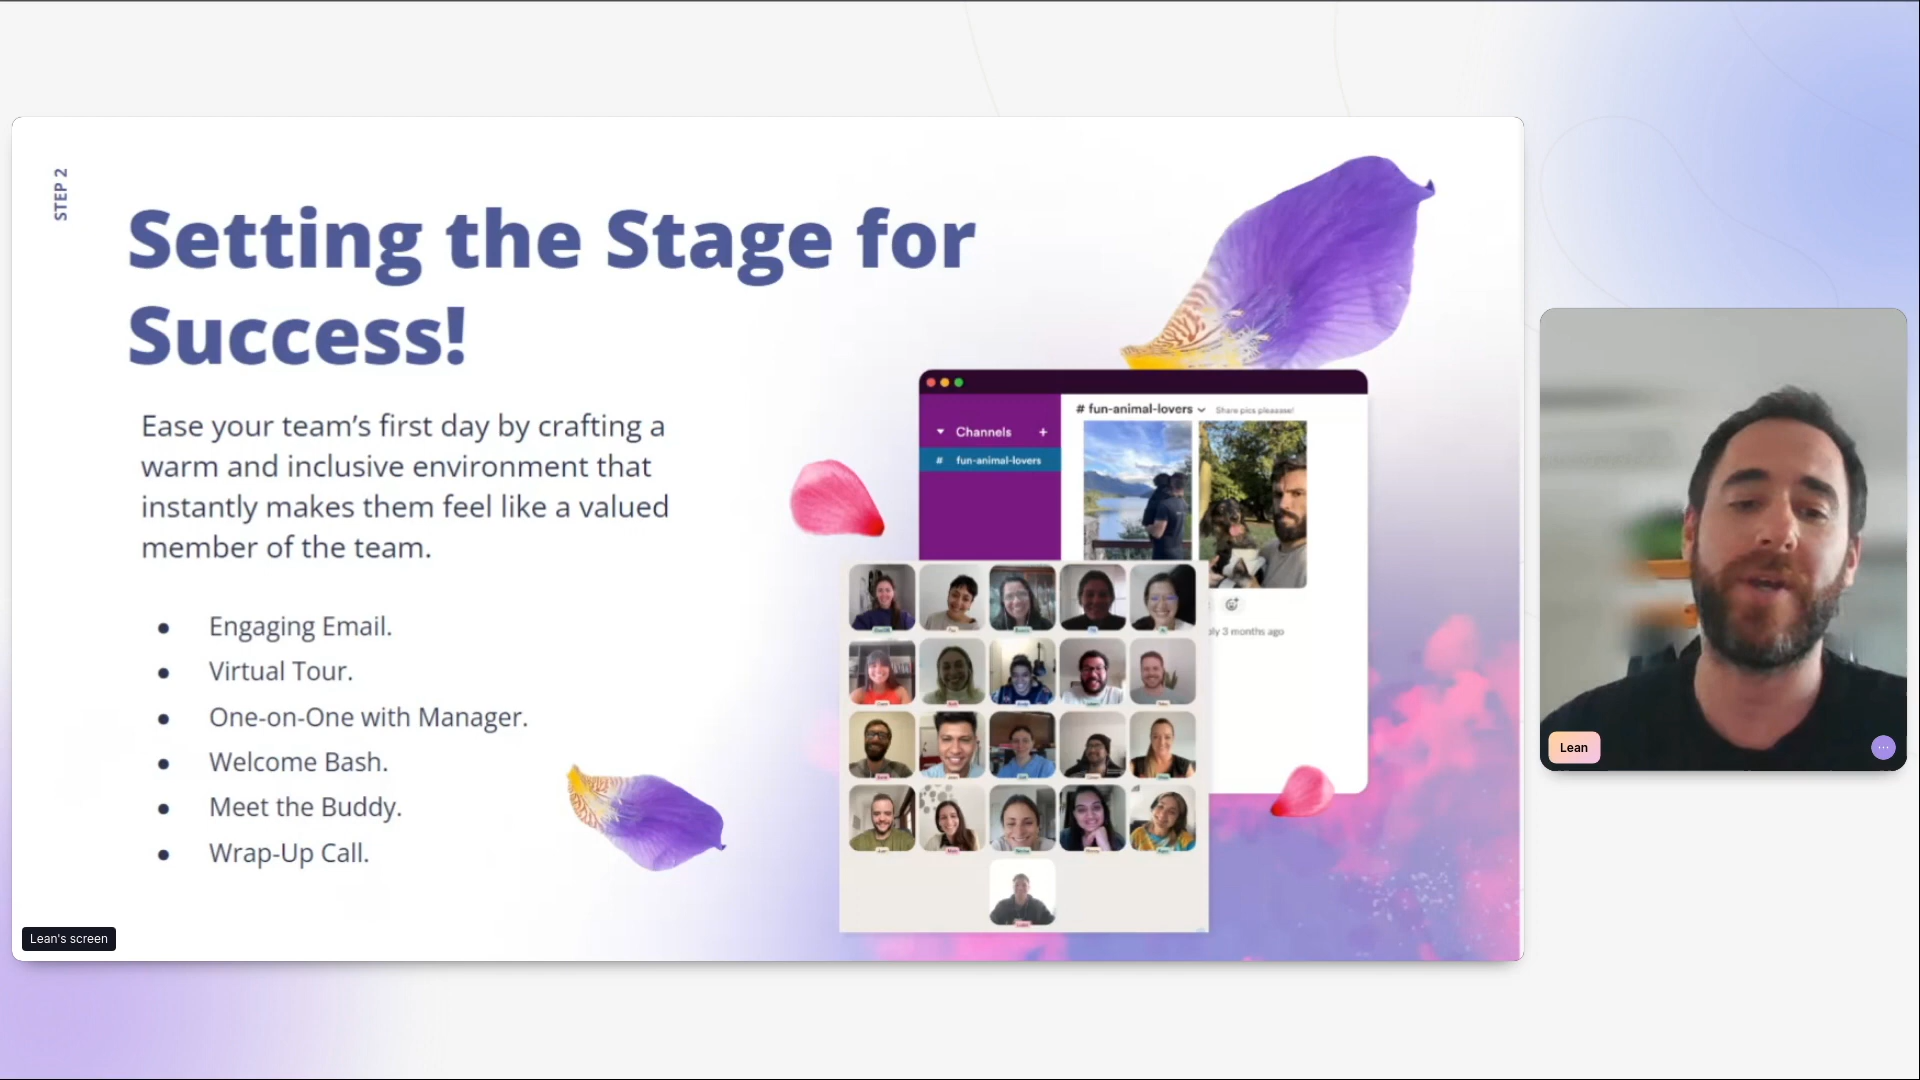 STEP 2
Setting the Stage for
Success!
Ease your team’s first day by crafting a
warm and inclusive environment that
instantly makes them feel like a valued
member of the team.
● Engaging Email.
● Virtual Tour.
● One-on-One with Manager.
● Welcome Bash.
● Meet the Buddy.
● Wrap-Up Call.
Channels +
# fun-animal-lovers
# fun-animal-lovers
Share pics pleaease!
3 months ago
Lean's screen
Lean